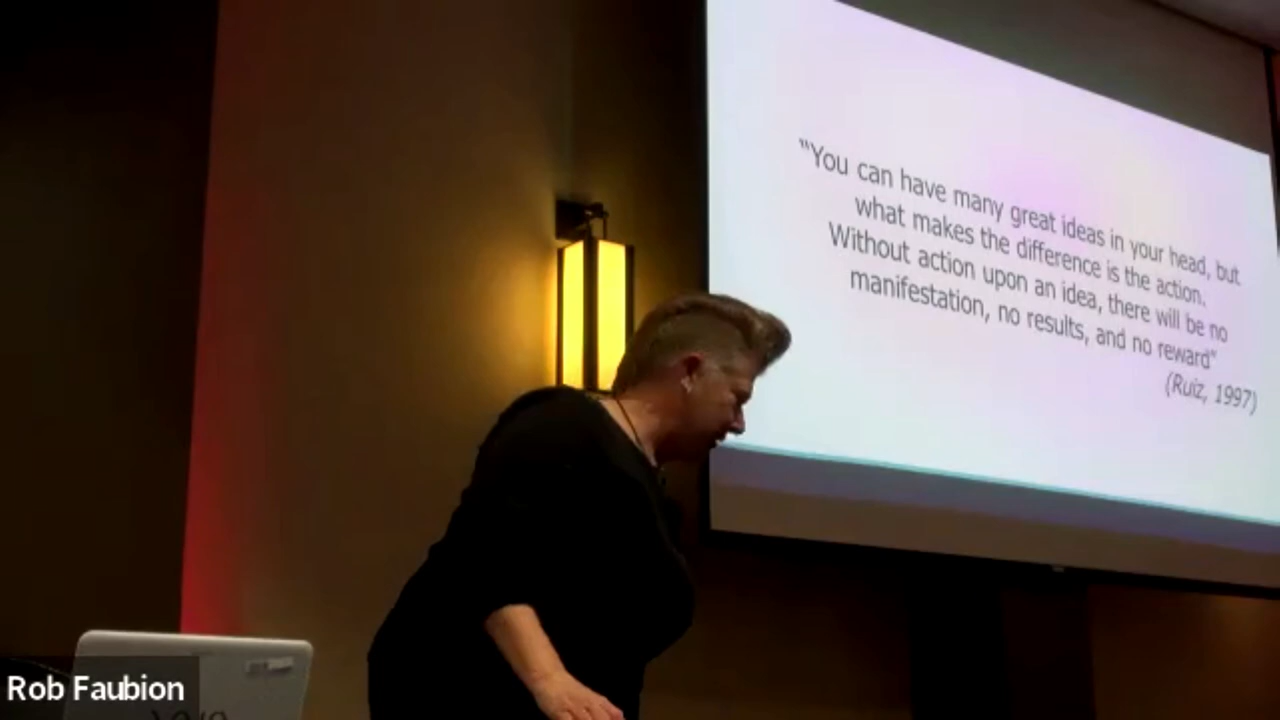 “You can have many great ideas in your head, but
what makes the difference is the action.
Without action upon an idea, there will be no
manifestation, no results, and no reward”
(Ruiz, 1997)
Rob Faubion